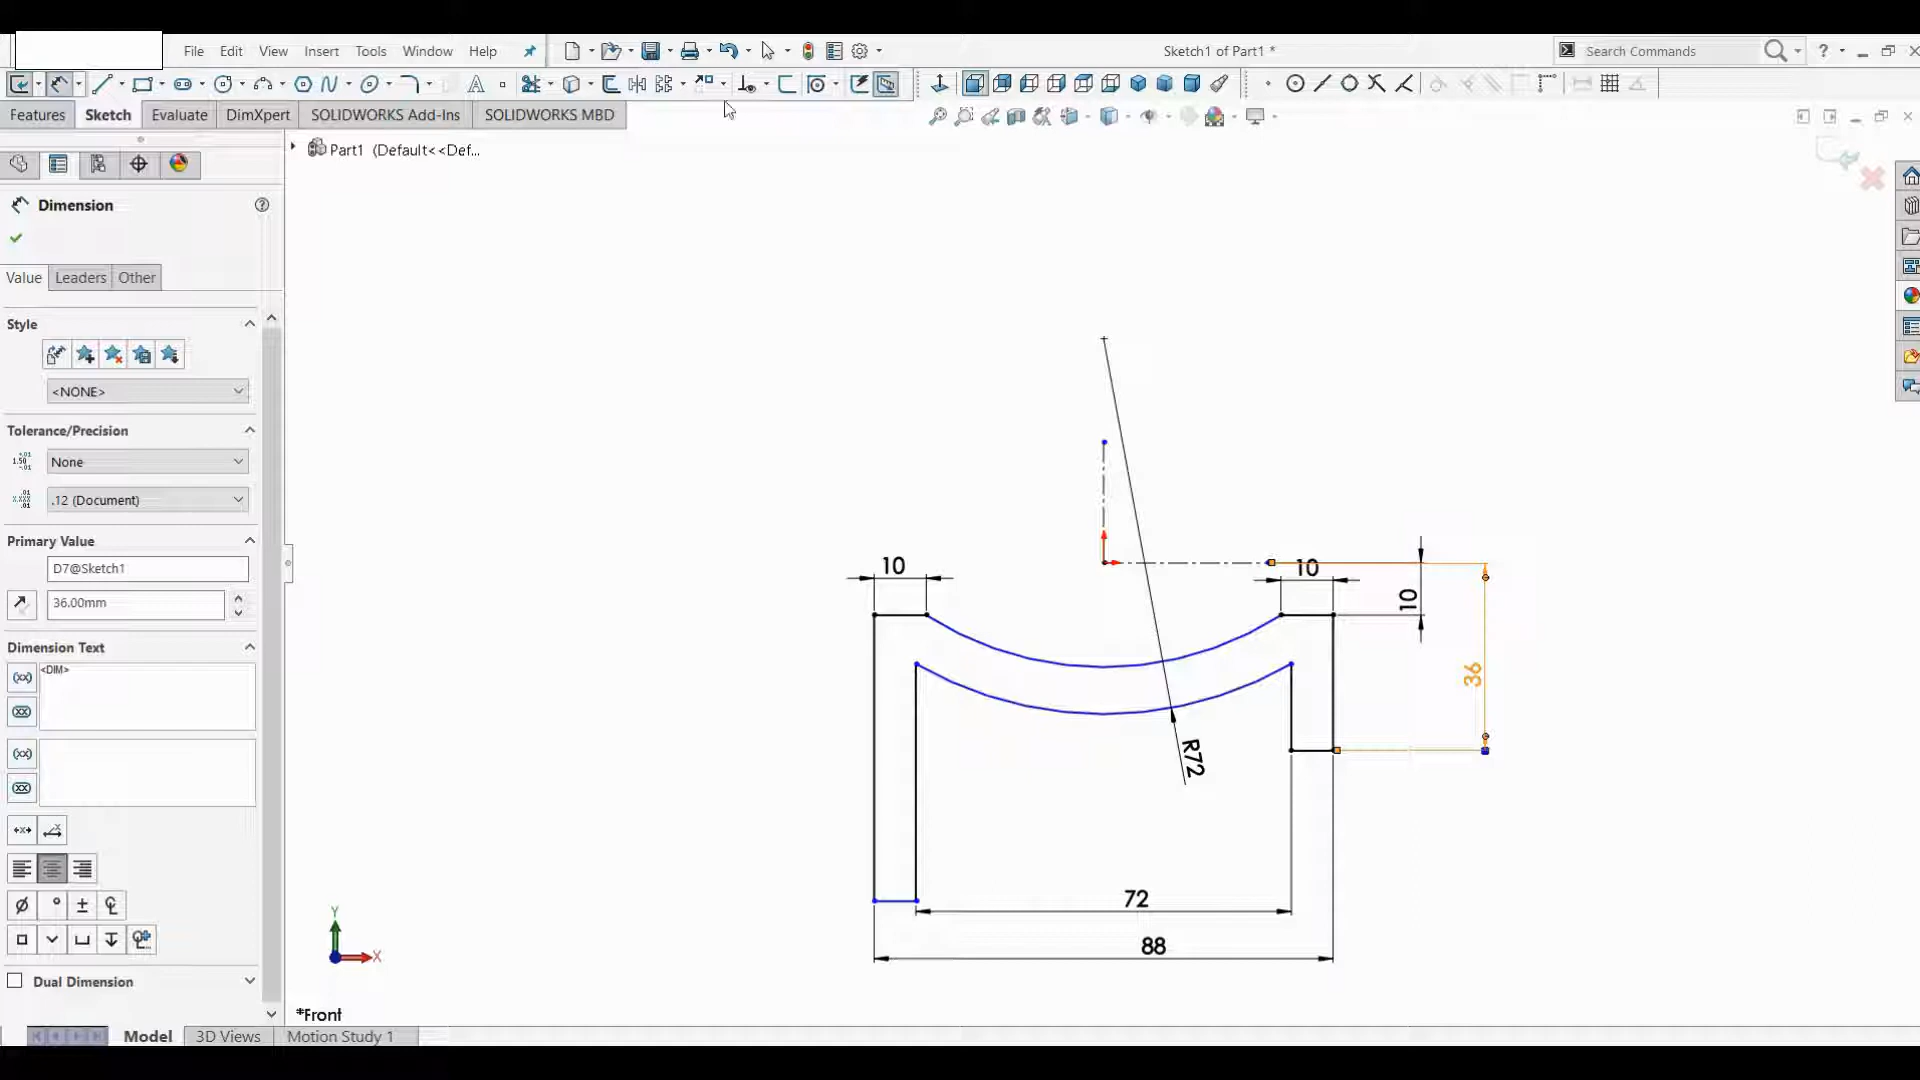 File Edit View Insert Tools Window Help
Sketch1 of Part1 *
Search Commands
?
Features Sketch Evaluate DimXpert SOLIDWORKS Add-Ins SOLIDWORKS MBD
Part1 (Default<<Def...
Dimension
Value Leaders Other
Style
<NONE>
Tolerance/Precision
None
.12 (Document)
Primary Value
D7@Sketch1
36.00mm
Dimension Text
<DIM>
Dual Dimension
10
10
10
36
R72
72
88
Y
X
*Front
Model 3D Views Motion Study 1